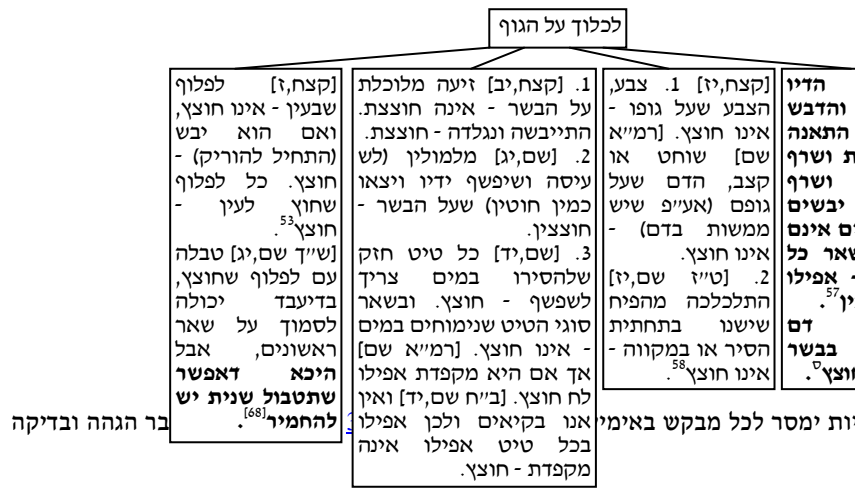 לכלוך על הגוף
הדיו
והדבש
התאנה
ושרף
ושרף
יבשים
אינם
כל
- אפילו
דם
בבשר
[קצח,יז] 1. צבע,
הצבע שעל גופו -
אינו חוצץ. [רמ״א
שם] שוחט או
קצב, הדם שעל
גופם (אע״פ שיש
ממשות בדם) -
אינו חוצץ.
2. [ט״ז שם,יז]
התלכלכה מהפיח
שישנו בתחתית
הסיר או במקווה -
אינו חוצץ58.
1. [קצח,יב] זיעה מלוכלכת
על הבשר - אינה חוצצת.
התייבשה ונגלדה - חוצצת.
2. [שם,יג] מלמולין (לש
עיסה ושיפשף ידיו ויצאו
כמין חוטין) שעל הבשר -
חוצצין.
3. [שם,יד] כל טיט חזק
שלהסירו במים צריך
לשפשף - חוצץ. ובשאר
סוגי הטיט שנימוחים במים
- אינו חוצץ. [רמ״א שם]
אך אם היא מקפדת אפילו
לח חוצץ. [ב״ח שם,יד] ואין
אנו בקיאים ולכן אפילו
בכל טיט אפילו אינה
מקפדת - חוצץ.
[קצח,ז] לפלוף
שבעין - אינו חוצץ,
ואם הוא יבש
(התחיל להוריק) -
חוצץ. כל לפלוף
שחוץ לעין -
חוצץ53.
[ש״ך שם,יג] טבלה
עם לפלוף שחוצץ,
בדיעבד יכולה
לסמוך על שאר
ראשונים, אבל
היכא דאפשר
שתטבול שנית יש
להחמיר[68].
ימסר לכל מבקש הגהה ובדיקה